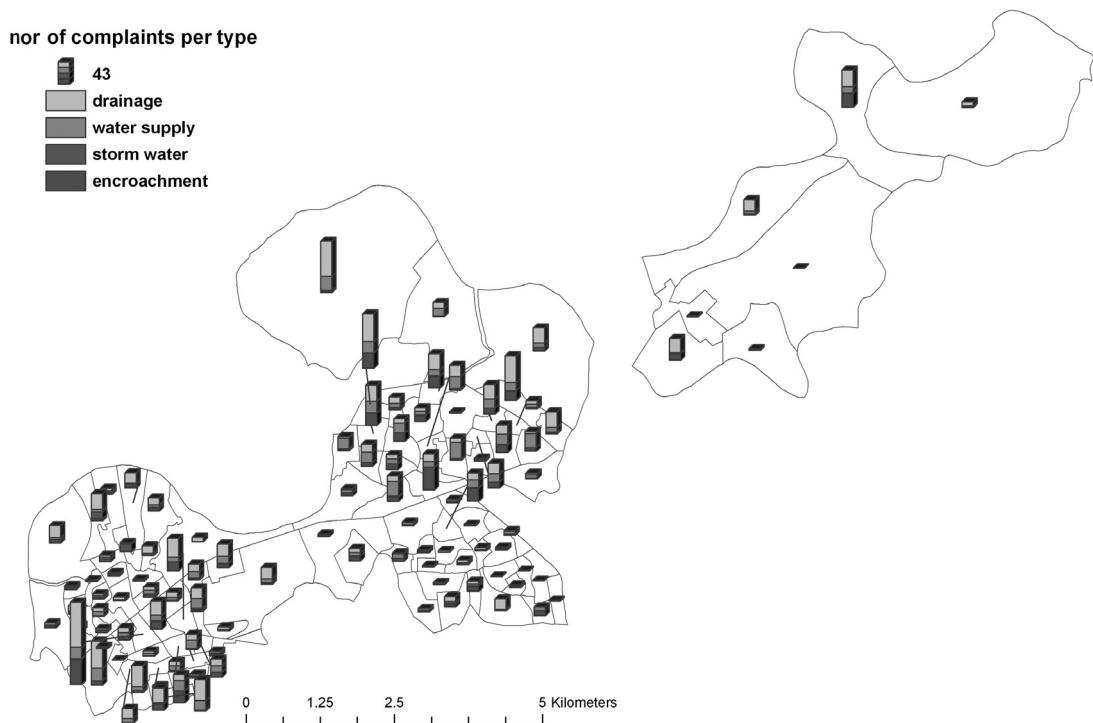 nor of complaints per type
43
drainage
water supply
storm water
encroachment
0 1.25 2.5 5 Kilometers